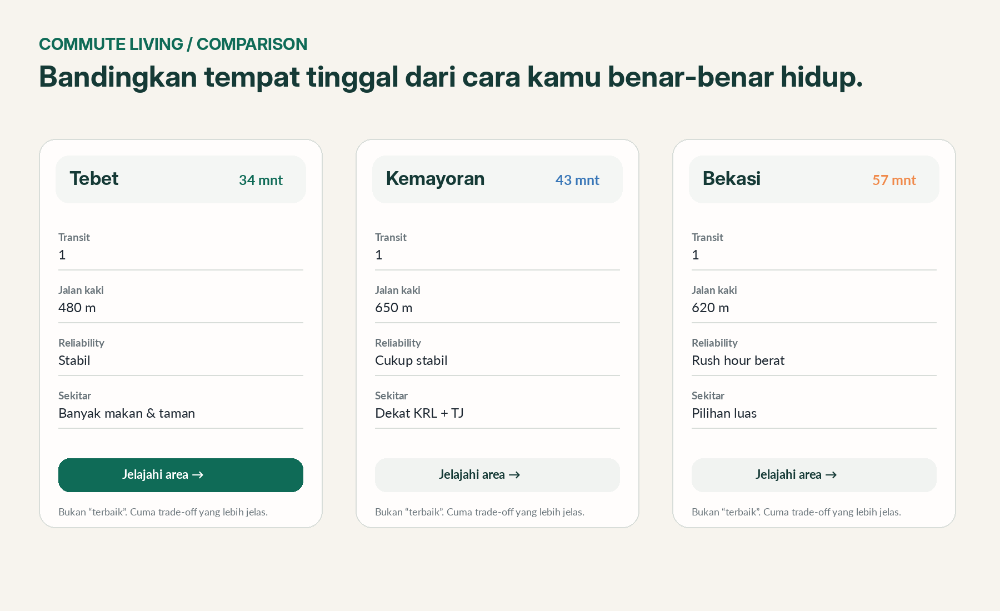 COMMUTE LIVING / COMPARISON
Bandingkan tempat tinggal dari cara kamu benar-benar hidup.
Tebet
34 mnt
Transit
1
Jalan kaki
480 m
Reliability
Stabil
Sekitar
Banyak makan & taman
Jelajahi area →
Bukan “terbaik”. Cuma trade-off yang lebih jelas.
Kemayoran
43 mnt
Transit
1
Jalan kaki
650 m
Reliability
Cukup stabil
Sekitar
Dekat KRL + TJ
Jelajahi area →
Bukan “terbaik”. Cuma trade-off yang lebih jelas.
Bekasi
57 mnt
Transit
1
Jalan kaki
620 m
Reliability
Rush hour berat
Sekitar
Pilihan luas
Jelajahi area →
Bukan “terbaik”. Cuma trade-off yang lebih jelas.